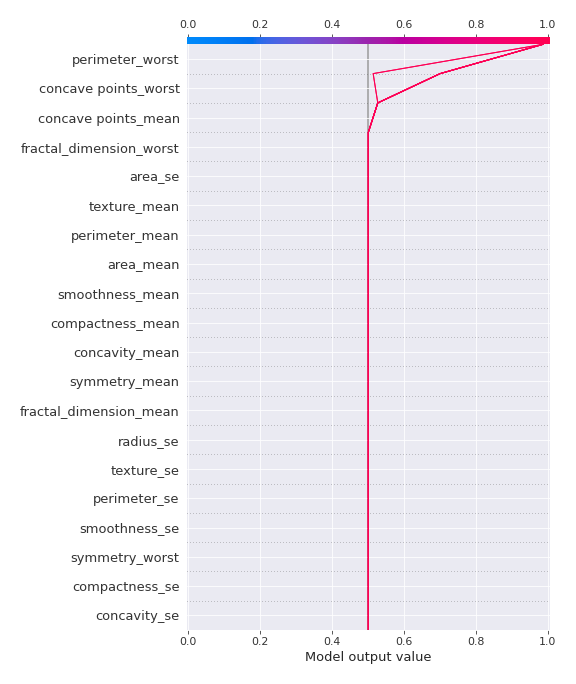 0.0 0.2 0.4 0.6 0.8 1.0
perimeter_worst
concave points_worst
concave points_mean
fractal_dimension_worst
area_se
texture_mean
perimeter_mean
area_mean
smoothness_mean
compactness_mean
concavity_mean
symmetry_mean
fractal_dimension_mean
radius_se
texture_se
perimeter_se
smoothness_se
symmetry_worst
compactness_se
concavity_se
0.0 0.2 0.4 0.6 0.8 1.0
Model output value